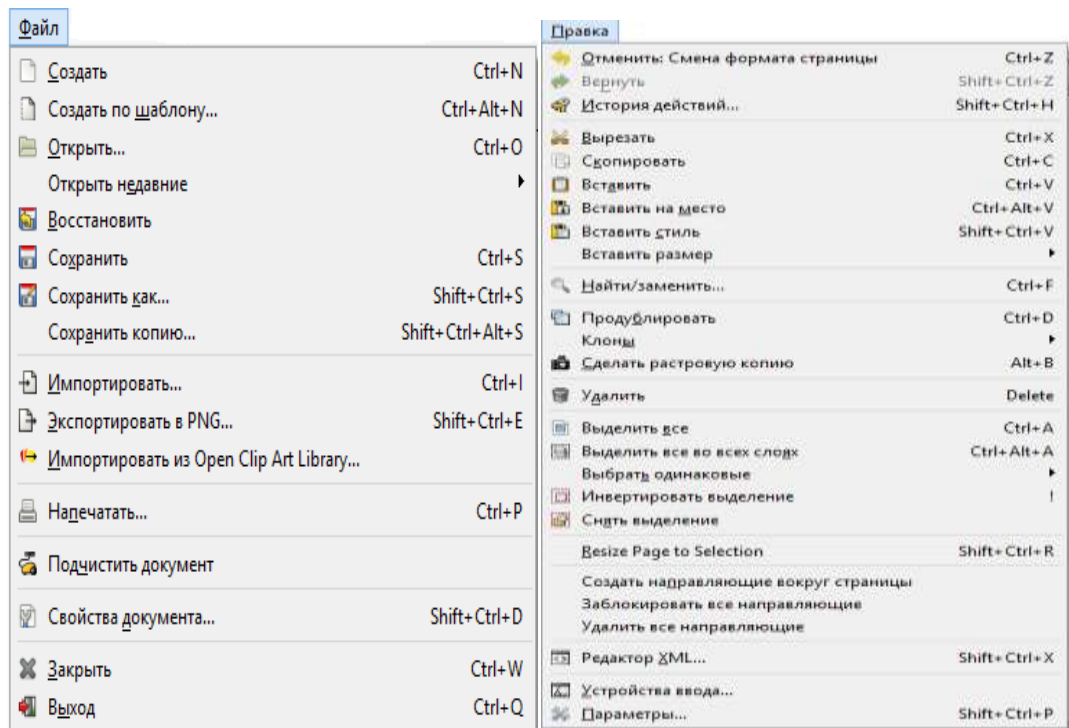 Файл
Создать Ctrl+N
Создать по шаблону... Ctrl+Alt+N
Открыть... Ctrl+O
Открыть недавние
Восстановить
Сохранить Ctrl+S
Сохранить как... Shift+Ctrl+S
Сохранить копию... Shift+Ctrl+Alt+S
Импортировать... Ctrl+I
Экспортировать в PNG... Shift+Ctrl+E
Импортировать из Open Clip Art Library...
Напечатать... Ctrl+P
Подчистить документ
Свойства документа... Shift+Ctrl+D
Закрыть Ctrl+W
Выход Ctrl+Q
Правка
Отменить: Смена формата страницы Ctrl+Z
Вернуть Shift+Ctrl+Z
История действий... Shift+Ctrl+H
Вырезать Ctrl+X
Скопировать Ctrl+C
Вставить Ctrl+V
Вставить на место Ctrl+Alt+V
Вставить стиль Shift+Ctrl+V
Вставить размер
Найти/заменить... Ctrl+F
Продублировать Ctrl+D
Клоны
Сделать растровую копию Alt+B
Удалить Delete
Выделить все Ctrl+A
Выделить все во всех слоях Ctrl+Alt+A
Выбрать одинаковые
Инвертировать выделение !
Снять выделение
Resize Page to Selection Shift+Ctrl+R
Создать направляющие вокруг страницы
Заблокировать все направляющие
Удалить все направляющие
Редактор XML... Shift+Ctrl+X
Устройства ввода...
Параметры... Shift+Ctrl+P